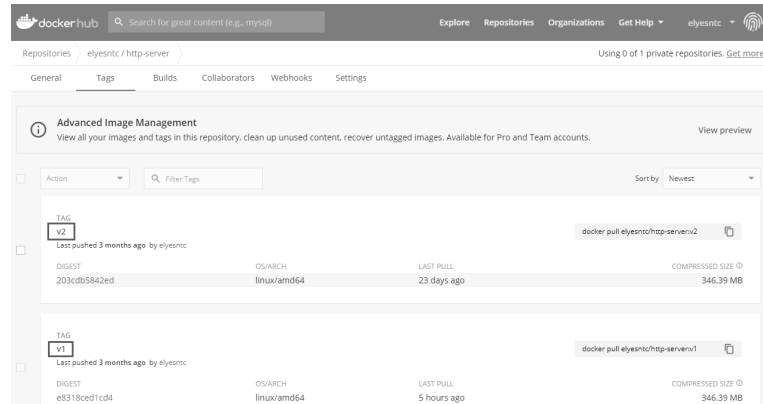 dockerhub Search for great content (e.g., mysql) Explore Repositories Organizations Get Help elyesntc
Repositories elyesntc / http-server Using 0 of 1 private repositories. Get more
General Tags Builds Collaborators Webhooks Settings
Advanced Image Management
View all your images and tags in this repository, clean up unused content, recover untagged images. Available for Pro and Team accounts.
View preview
Action Filter Tags Sort by Newest
TAG
v2
docker pull elyesntc/http-server:v2
Last pushed 3 months ago by elyesntc
DIGEST OS/ARCH LAST PULL COMPRESSED SIZE
203cdb5842ed linux/amd64 23 days ago 346.39 MB
TAG
v1
docker pull elyesntc/http-server:v1
Last pushed 3 months ago by elyesntc
DIGEST OS/ARCH LAST PULL COMPRESSED SIZE
e8318ced1cd4 linux/amd64 5 hours ago 346.39 MB